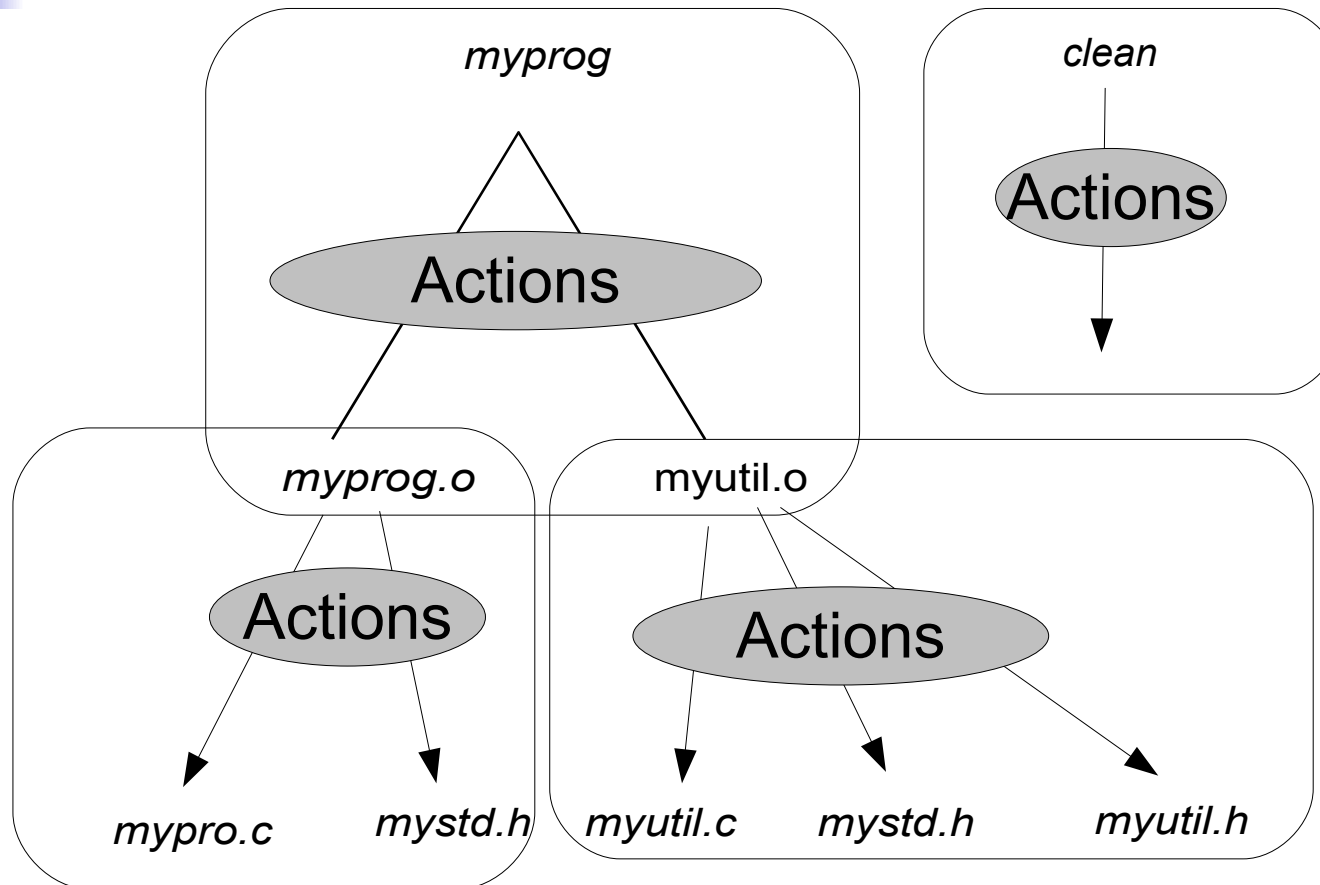 myprog
clean
Actions
Actions
myprog.o
myutil.o
Actions
Actions
mypro.c
mystd.h
myutil.c
mystd.h
myutil.h